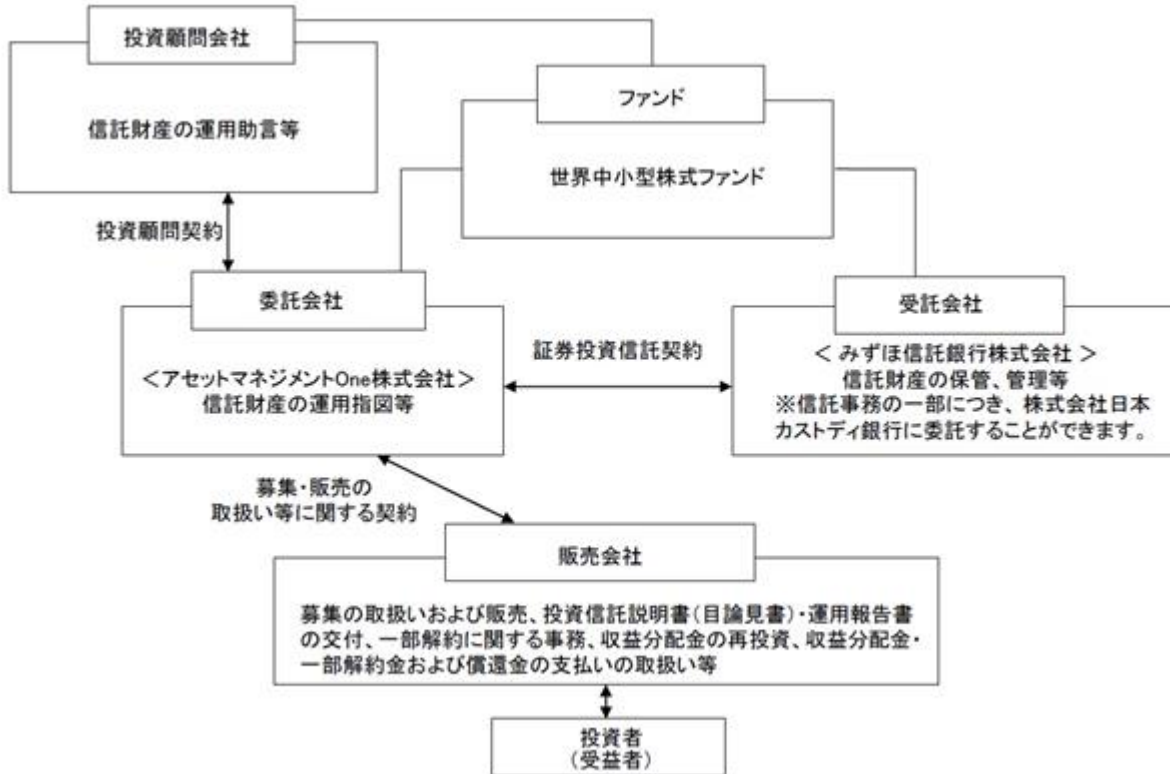 投資顧問会社
信託財産の運用助言等
ファンド
世界中小型株式ファンド
投資顧問契約
委託会社
＜アセットマネジメントOne株式会社＞
信託財産の運用指図等
証券投資信託契約
受託会社
＜ みずほ信託銀行株式会社 ＞
信託財産の保管、管理等
※信託事務の一部につき、株式会社日本
カストディ銀行に委託することができます。
募集・販売の
取扱い等に関する契約
販売会社
募集の取扱いおよび販売、投資信託説明書（目論見書）・運用報告書
の交付、一部解約に関する事務、収益分配金の再投資、収益分配金・
一部解約金および償還金の支払いの取扱い等
投資者
（受益者）